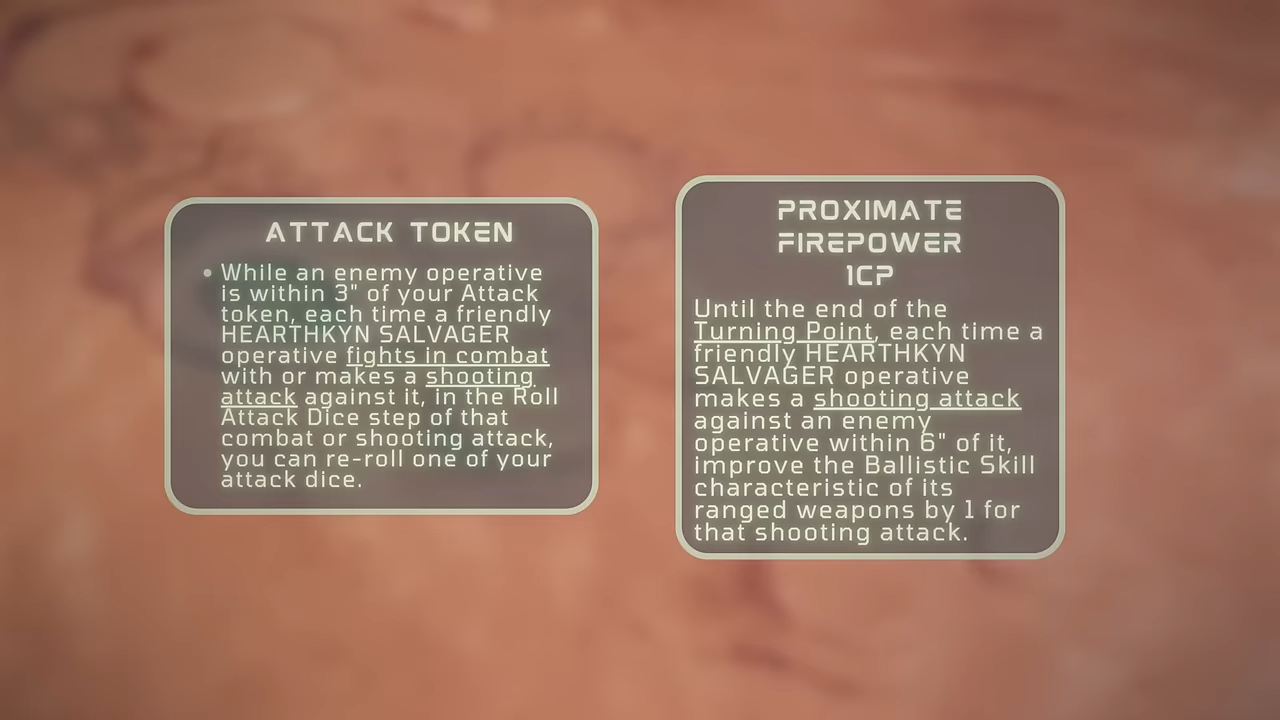 ATTACK TOKEN
• While an enemy operative
is within 3" of your Attack
token, each time a friendly
HEARTHKYN SALVAGER
operative fights in combat
with or makes a shooting
attack against it, in the Roll
Attack Dice step of that
combat or shooting attack,
you can re-roll one of your
attack dice.
PROXIMATE
FIREPOWER
1CP
Until the end of the
Turning Point, each time a
friendly HEARTHKYN
SALVAGER operative
makes a shooting attack
against an enemy
operative within 6" of it,
improve the Ballistic Skill
characteristic of its
ranged weapons by 1 for
that shooting attack.